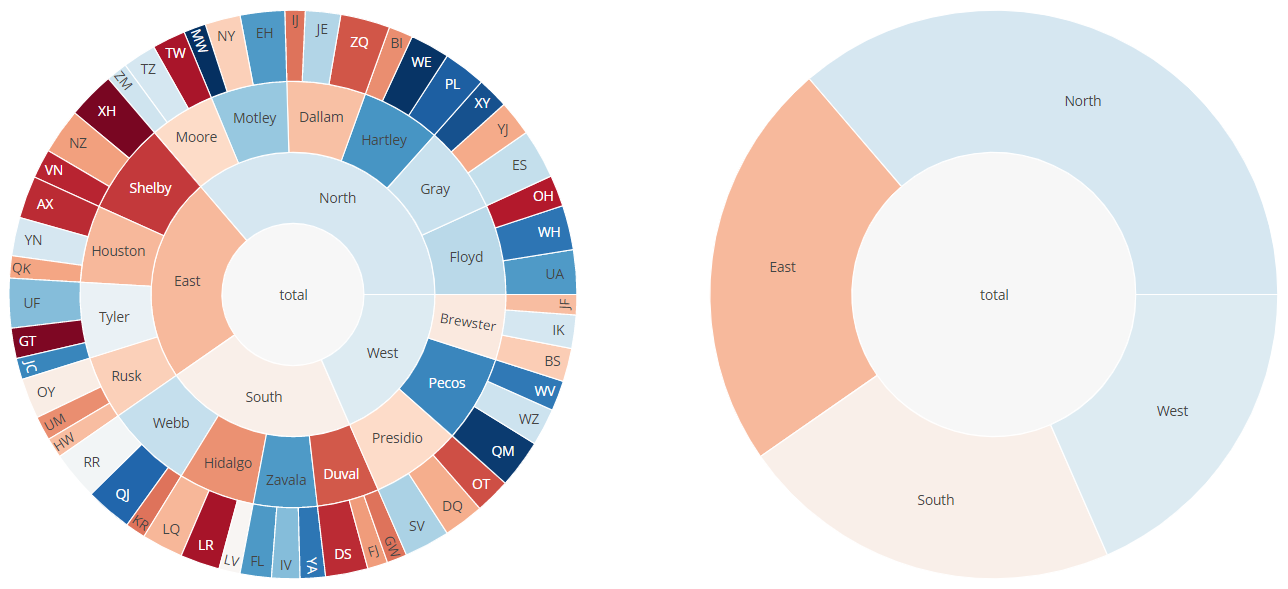 total
North
East
South
West
Floyd
Gray
Hartley
Dallam
Motley
Moore
Shelby
Houston
Tyler
Rusk
Webb
Hidalgo
Zavala
Duval
Presidio
Pecos
Brewster
UA
WH
OH
ES
YJ
XY
PL
WE
BI
ZQ
JE
IJ
EH
NY
MW
TW
TZ
ZM
XH
NZ
VN
AX
YN
QK
UF
GT
JC
OY
UM
HW
RR
QJ
KR
LQ
LR
LV
FL
IV
YA
DS
FJ
GW
SV
DQ
OT
QM
WZ
WV
BS
IK
JF
total
North
East
South
West